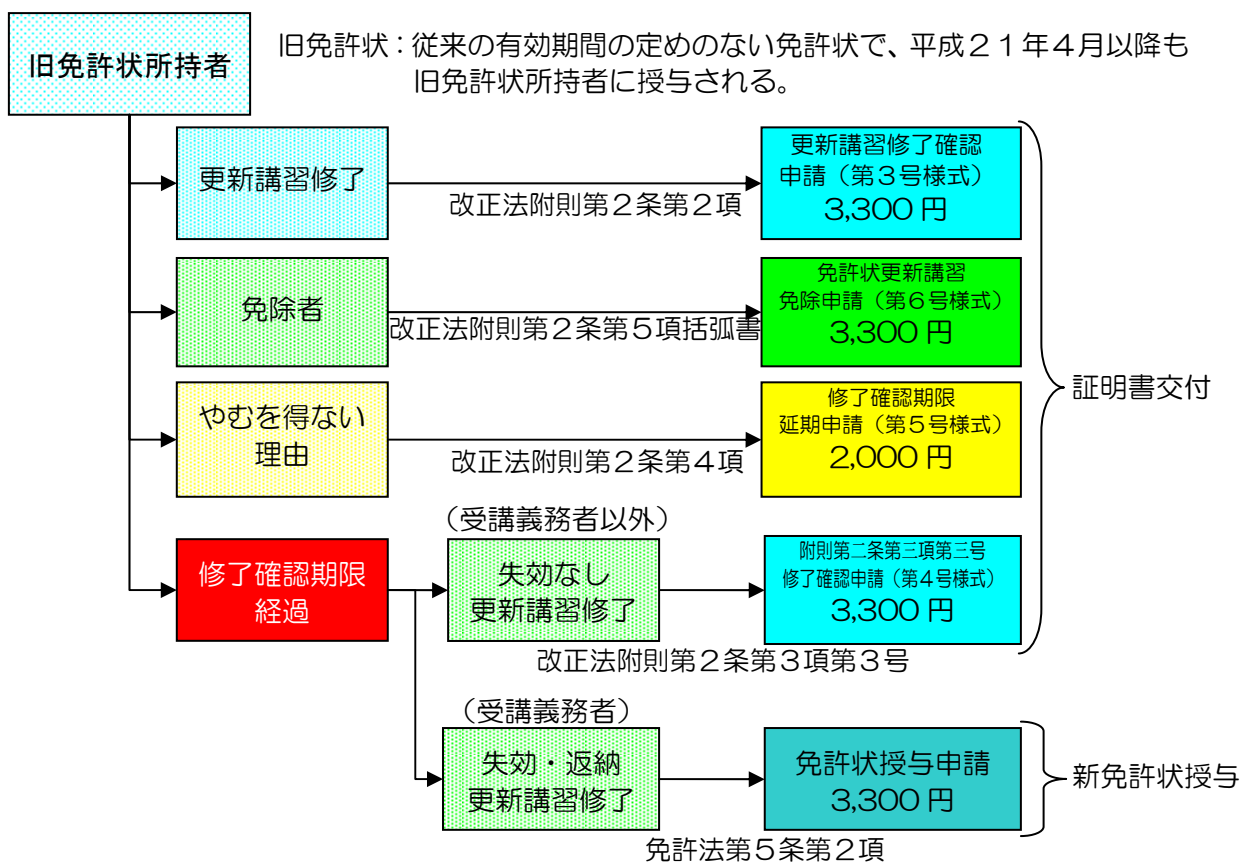 旧免許状所持者
旧免許状：従来の有効期間の定めのない免許状で、平成２１年４月以降も
旧免許状所持者に授与される。
更新講習修了
改正法附則第２条第２項
更新講習修了確認
申請（第３号様式）
3,300 円
免除者
改正法附則第２条第５項括弧書
免許状更新講習
免除申請（第６号様式）
3,300 円
やむを得ない
理由
改正法附則第２条第４項
修了確認期限
延期申請（第５号様式）
2,000 円
証明書交付
修了確認期限
経過
（受講義務者以外）
失効なし
更新講習修了
附則第二条第三項第三号
修了確認申請（第４号様式）
3,300 円
改正法附則第２条第３項第３号
（受講義務者）
失効・返納
更新講習修了
免許状授与申請
3,300 円
新免許状授与
免許法第５条第２項